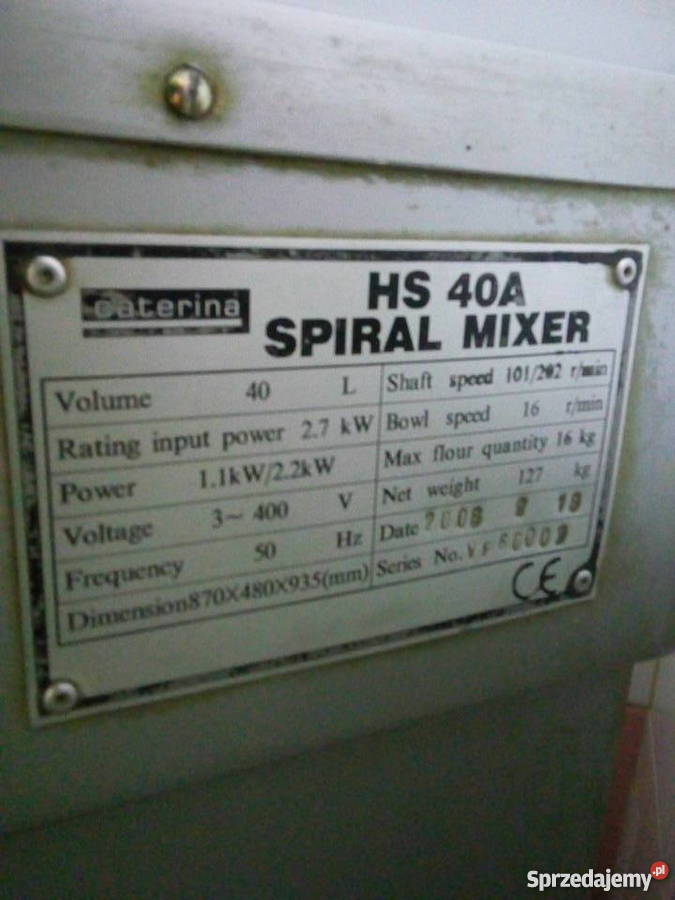 caterina
HS 40A
SPIRAL MIXER
Volume 40 L
Rating input power 2.7 kW
Power 1.1kW/2.2kW
Voltage 3~ 400 V
Frequency 50 Hz
Dimension870X480X935(mm)
Shaft speed 101/202 r/min
Bowl speed 16 r/min
Max flour quantity 16 kg
Net weight 127 kg
Date 2008 9 18
Series No.
CE
Sprzedajemy.pl